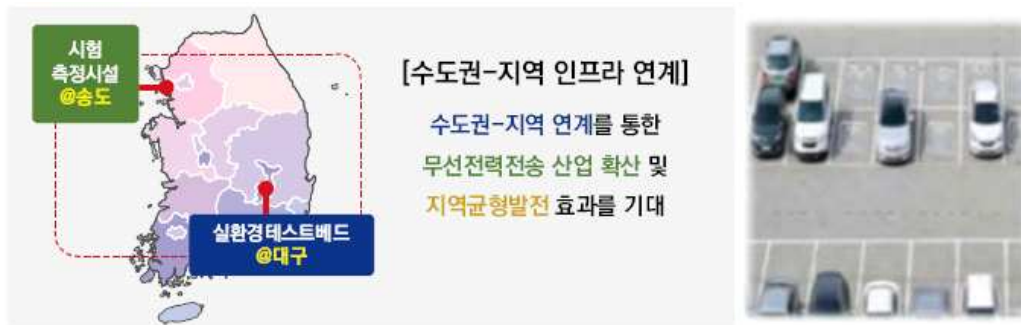 시험
측정시설
@송도
[수도권-지역 인프라 연계]
수도권-지역 연계를 통한
무선전력전송 산업 확산 및
지역균형발전 효과를 기대
실환경테스트베드
@대구